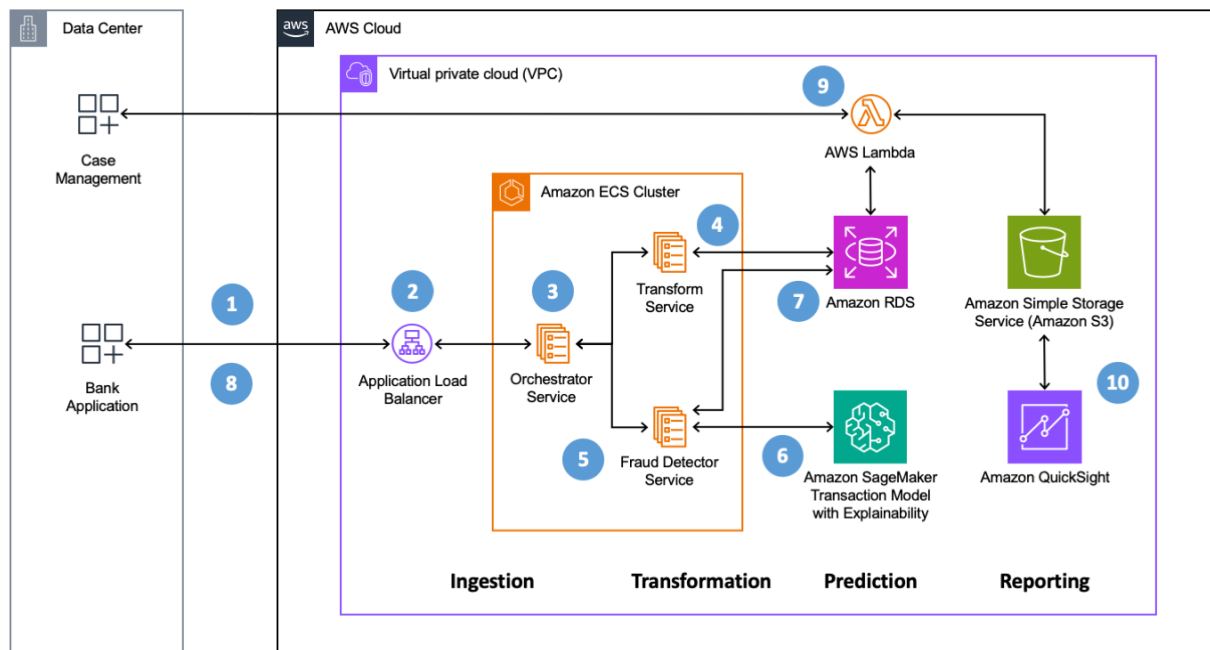 Data Center
aws
AWS Cloud
Virtual private cloud (VPC)
9
Case
Management
AWS Lambda
Amazon ECS Cluster
4
Transform
Service
7
Amazon RDS
Amazon Simple Storage
Service (Amazon S3)
1
2
3
8
Bank
Application
Application Load
Balancer
Orchestrator
Service
5
Fraud Detector
Service
6
Amazon SageMaker
Transaction Model
with Explainability
10
Amazon QuickSight
Ingestion
Transformation
Prediction
Reporting